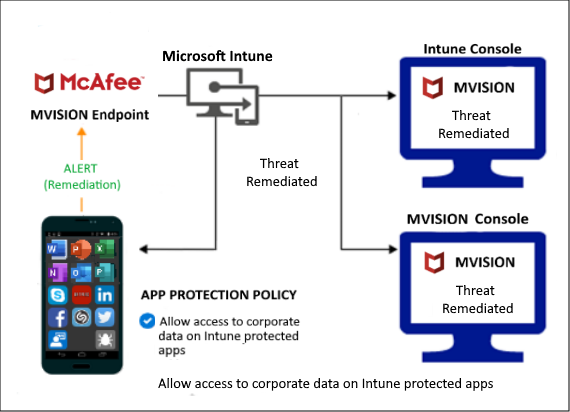 Microsoft Intune
Intune Console
McAfee™
MVISION Endpoint
MVISION
Threat
Remediated
ALERT
(Remediation)
Threat
Remediated
MVISION Console
MVISION
Threat
Remediated
W
P
X
N
O
P
S
in
f
APP PROTECTION POLICY
Allow access to corporate
data on Intune protected
apps
Allow access to corporate data on Intune protected apps